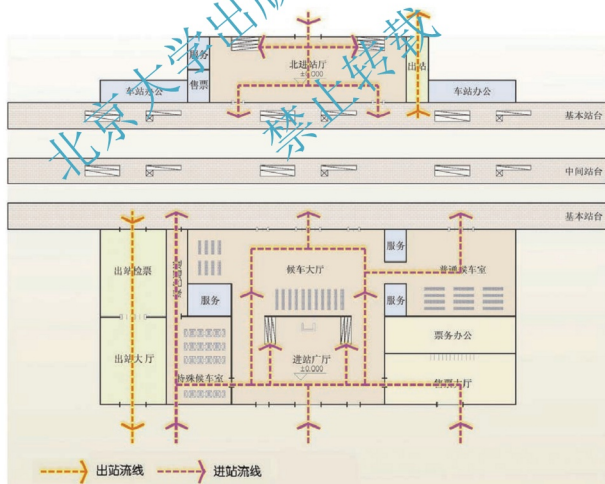 服务
北进站厅
±0.000
出站
售票
车站办公
车站办公
基本站台
中间站台
基本站台
出站检票
候车大厅
服务
普通候车室
服务
服务
票务办公
出站大厅
特殊候车室
进站广厅
±0.000
售票大厅
出站流线
进站流线
北京大学出版
禁止转载